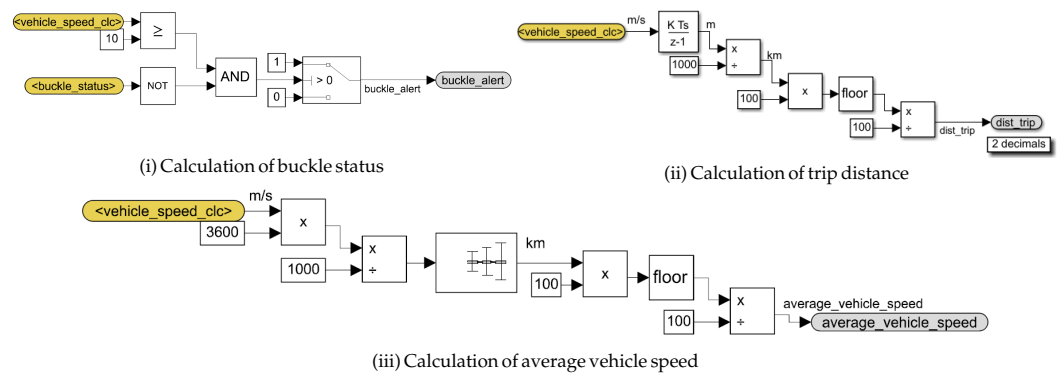 <vehicle_speed_clc>
10
≥
<buckle_status>
NOT
AND
1
> 0
0
buckle_alert
buckle_alert
(i) Calculation of buckle status
<vehicle_speed_clc>
m/s
K Ts
z-1
m
1000
x
÷
km
100
x
floor
100
x
÷
dist_trip
dist_trip
2 decimals
(ii) Calculation of trip distance
<vehicle_speed_clc>
m/s
3600
x
1000
x
÷
km
100
x
floor
100
x
÷
average_vehicle_speed
average_vehicle_speed
(iii) Calculation of average vehicle speed